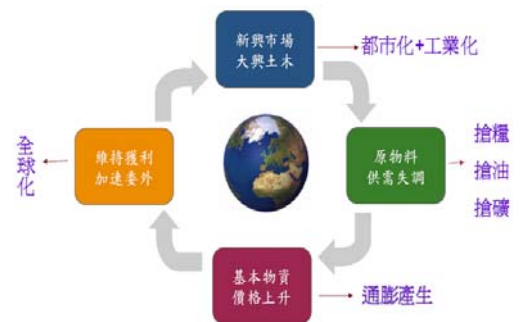 新興市場
大興土木
都市化+工業化
原物料
供需失調
搶糧
搶油
搶礦
基本物資
價格上升
通膨產生
維持獲利
加速委外
全球化